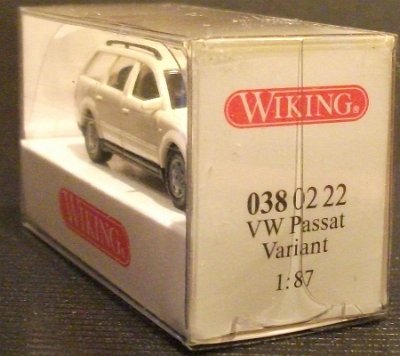 WIKING®
038 02 22
VW Passat
Variant
1:87
WIKING®